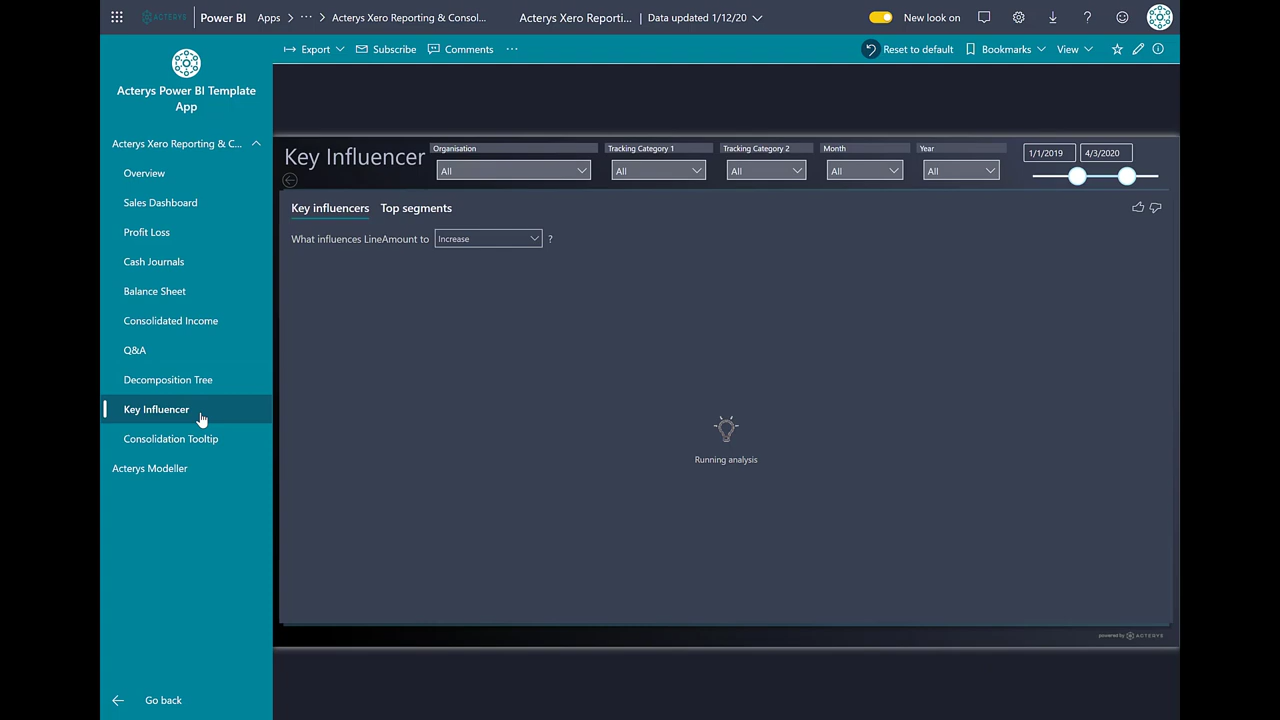 ACTERYS
Power BI
Apps
Acterys Xero Reporting & Consol...
Acterys Xero Reporti...
Data updated 1/12/20
New look on
Export
Subscribe
Comments
Reset to default
Bookmarks
View
Acterys Power BI Template
App
Acterys Xero Reporting & C...
Overview
Sales Dashboard
Profit Loss
Cash Journals
Balance Sheet
Consolidated Income
Q&A
Decomposition Tree
Key Influencer
Consolidation Tooltip
Acterys Modeller
Go back
Key Influencer
Organisation
All
Tracking Category 1
All
Tracking Category 2
All
Month
All
Year
All
1/1/2019
4/3/2020
Key influencers
Top segments
What influences LineAmount to Increase ?
Running analysis
powered by ACTERYS